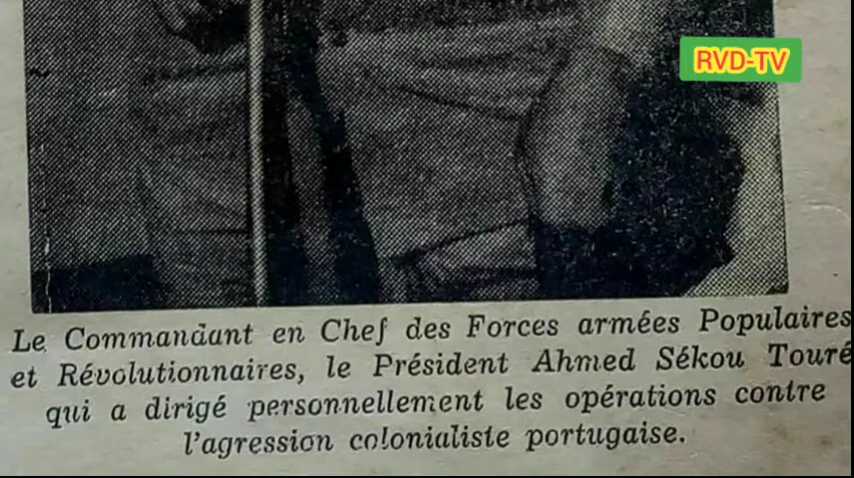 RVD-TV
Le Commandant en Chef des Forces armées Populaires
et Révolutionnaires, le Président Ahmed Sékou Touré
qui a dirigé personnellement les opérations contre
l'agression colonialiste portugaise.